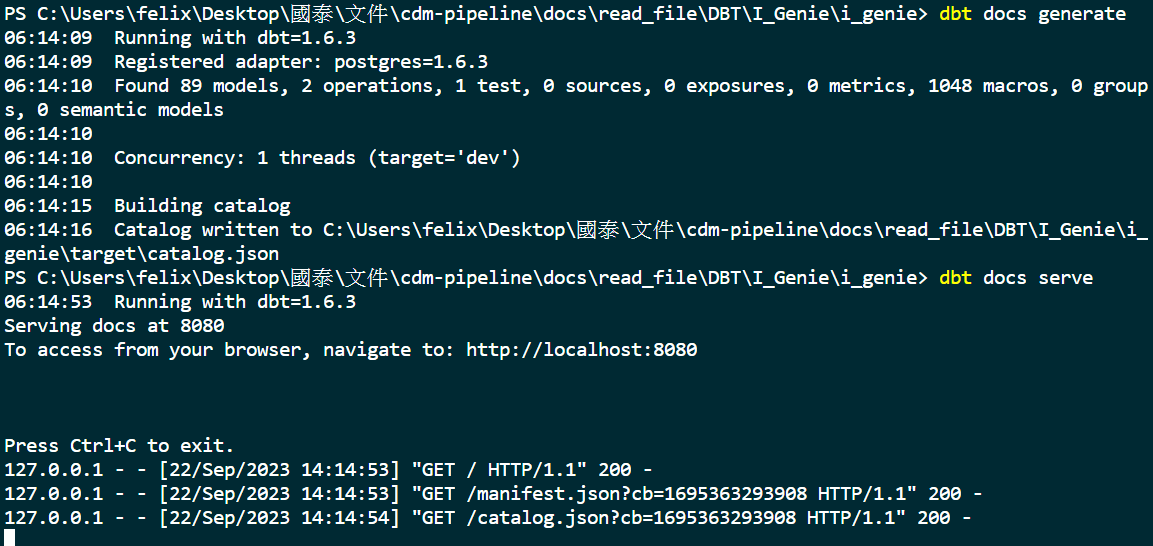 PS C:\Users\felix\Desktop\國泰\文件\cdm-pipeline\docs\read_file\DBT\I_Genie\i_genie> dbt docs generate
06:14:09  Running with dbt=1.6.3
06:14:09  Registered adapter: postgres=1.6.3
06:14:10  Found 89 models, 2 operations, 1 test, 0 sources, 0 exposures, 0 metrics, 1048 macros, 0 group
s, 0 semantic models
06:14:10
06:14:10  Concurrency: 1 threads (target='dev')
06:14:10
06:14:15  Building catalog
06:14:16  Catalog written to C:\Users\felix\Desktop\國泰\文件\cdm-pipeline\docs\read_file\DBT\I_Genie\i_
genie\target\catalog.json
PS C:\Users\felix\Desktop\國泰\文件\cdm-pipeline\docs\read_file\DBT\I_Genie\i_genie> dbt docs serve
06:14:53  Running with dbt=1.6.3
Serving docs at 8080
To access from your browser, navigate to: http://localhost:8080
Press Ctrl+C to exit.
127.0.0.1 - - [22/Sep/2023 14:14:53] "GET / HTTP/1.1" 200 -
127.0.0.1 - - [22/Sep/2023 14:14:53] "GET /manifest.json?cb=1695363293908 HTTP/1.1" 200 -
127.0.0.1 - - [22/Sep/2023 14:14:54] "GET /catalog.json?cb=1695363293908 HTTP/1.1" 200 -